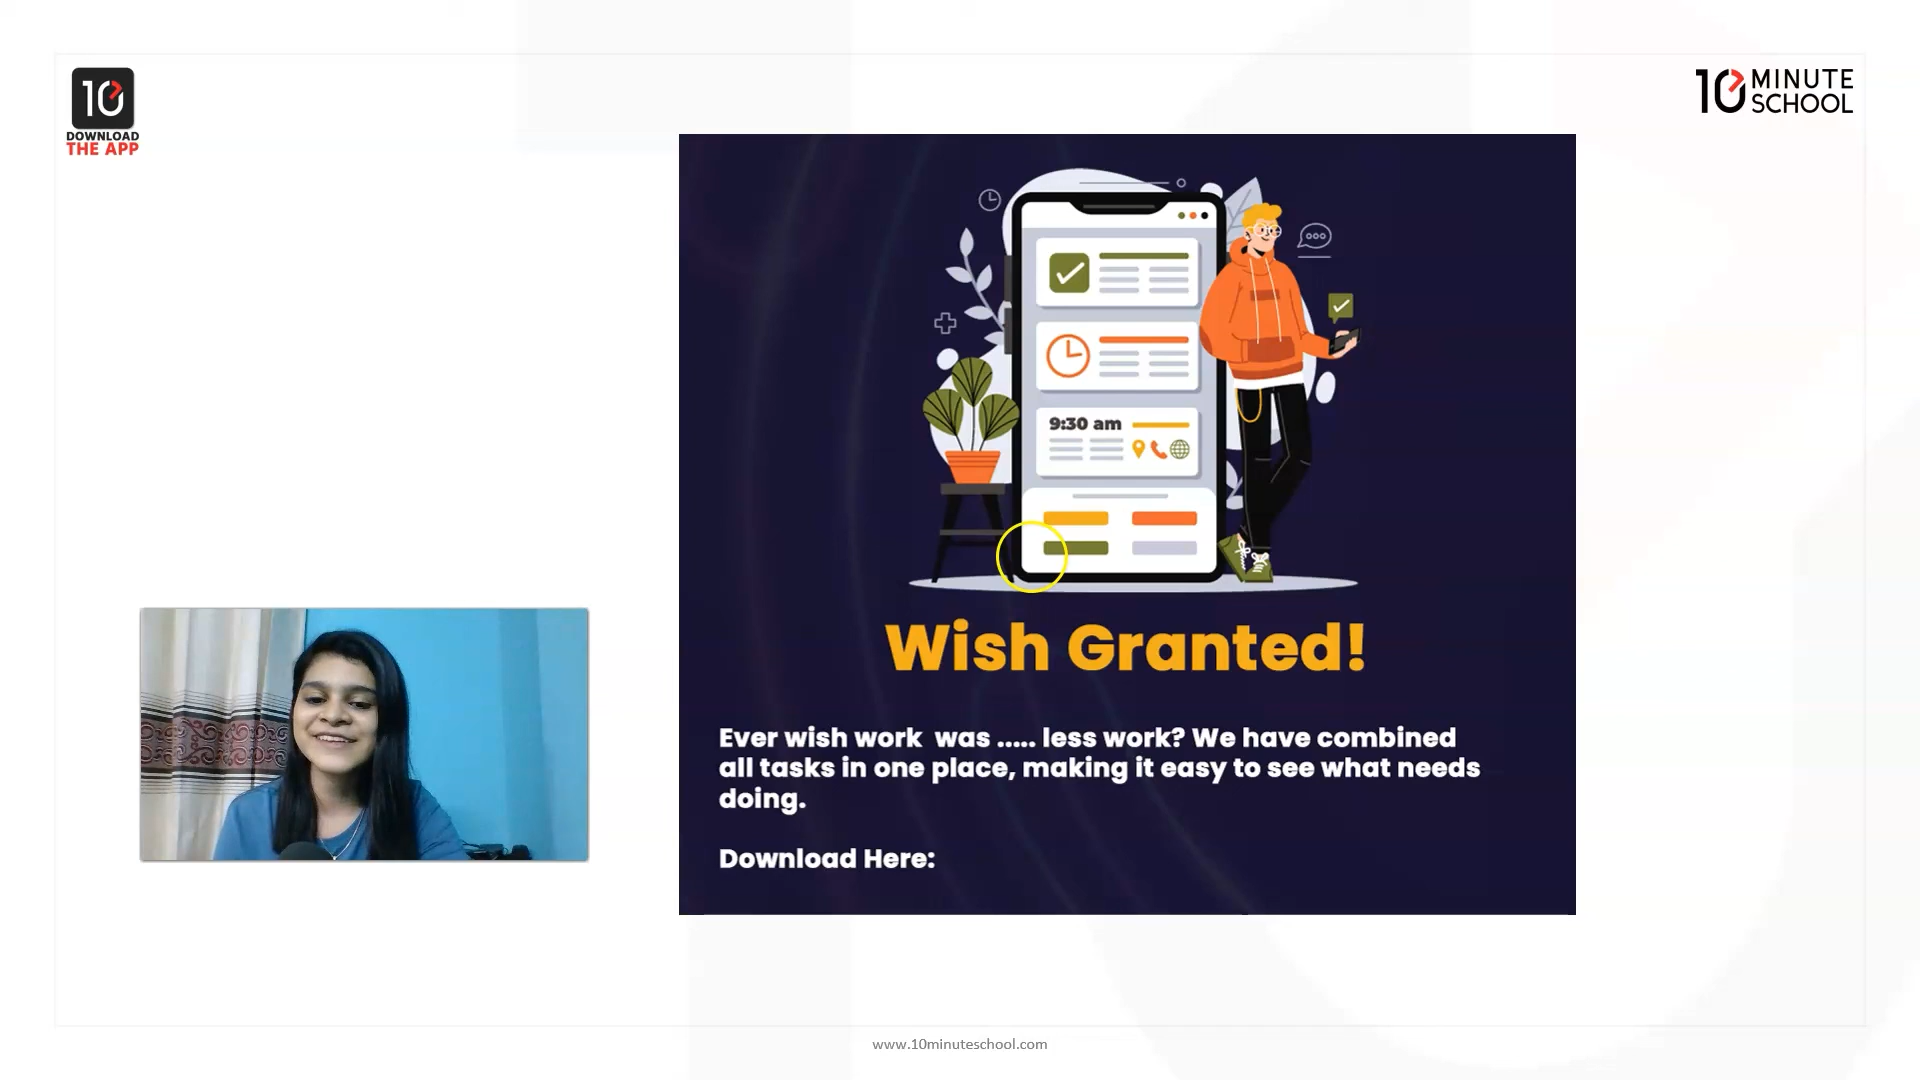 10
DOWNLOAD
THE APP
10 MINUTE
SCHOOL
9:30 am
Wish Granted!
Ever wish work was ..... less work? We have combined
all tasks in one place, making it easy to see what needs
doing.
Download Here:
www.10minuteschool.com